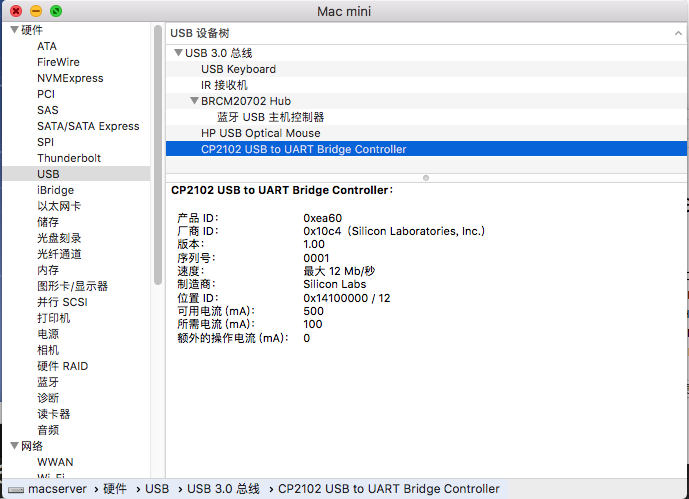 Mac mini
硬件
ATA
FireWire
NVMExpress
PCI
SAS
SATA/SATA Express
SPI
Thunderbolt
USB
iBridge
以太网卡
储存
光盘刻录
光纤通道
内存
图形卡/显示器
并行 SCSI
打印机
电源
相机
硬件 RAID
蓝牙
诊断
读卡器
音频
网络
WWAN
Wi-Fi
USB 设备树
USB 3.0 总线
USB Keyboard
IR 接收机
BRCM20702 Hub
蓝牙 USB 主机控制器
HP USB Optical Mouse
CP2102 USB to UART Bridge Controller
CP2102 USB to UART Bridge Controller：
产品 ID： 0xea60
厂商 ID： 0x10c4（Silicon Laboratories, Inc.）
版本： 1.00
序列号： 0001
速度： 最大 12 Mb/秒
制造商： Silicon Labs
位置 ID： 0x14100000 / 12
可用电流 (mA)： 500
所需电流 (mA)： 100
额外的操作电流 (mA)： 0
macserver › 硬件 › USB › USB 3.0 总线 › CP2102 USB to UART Bridge Controller